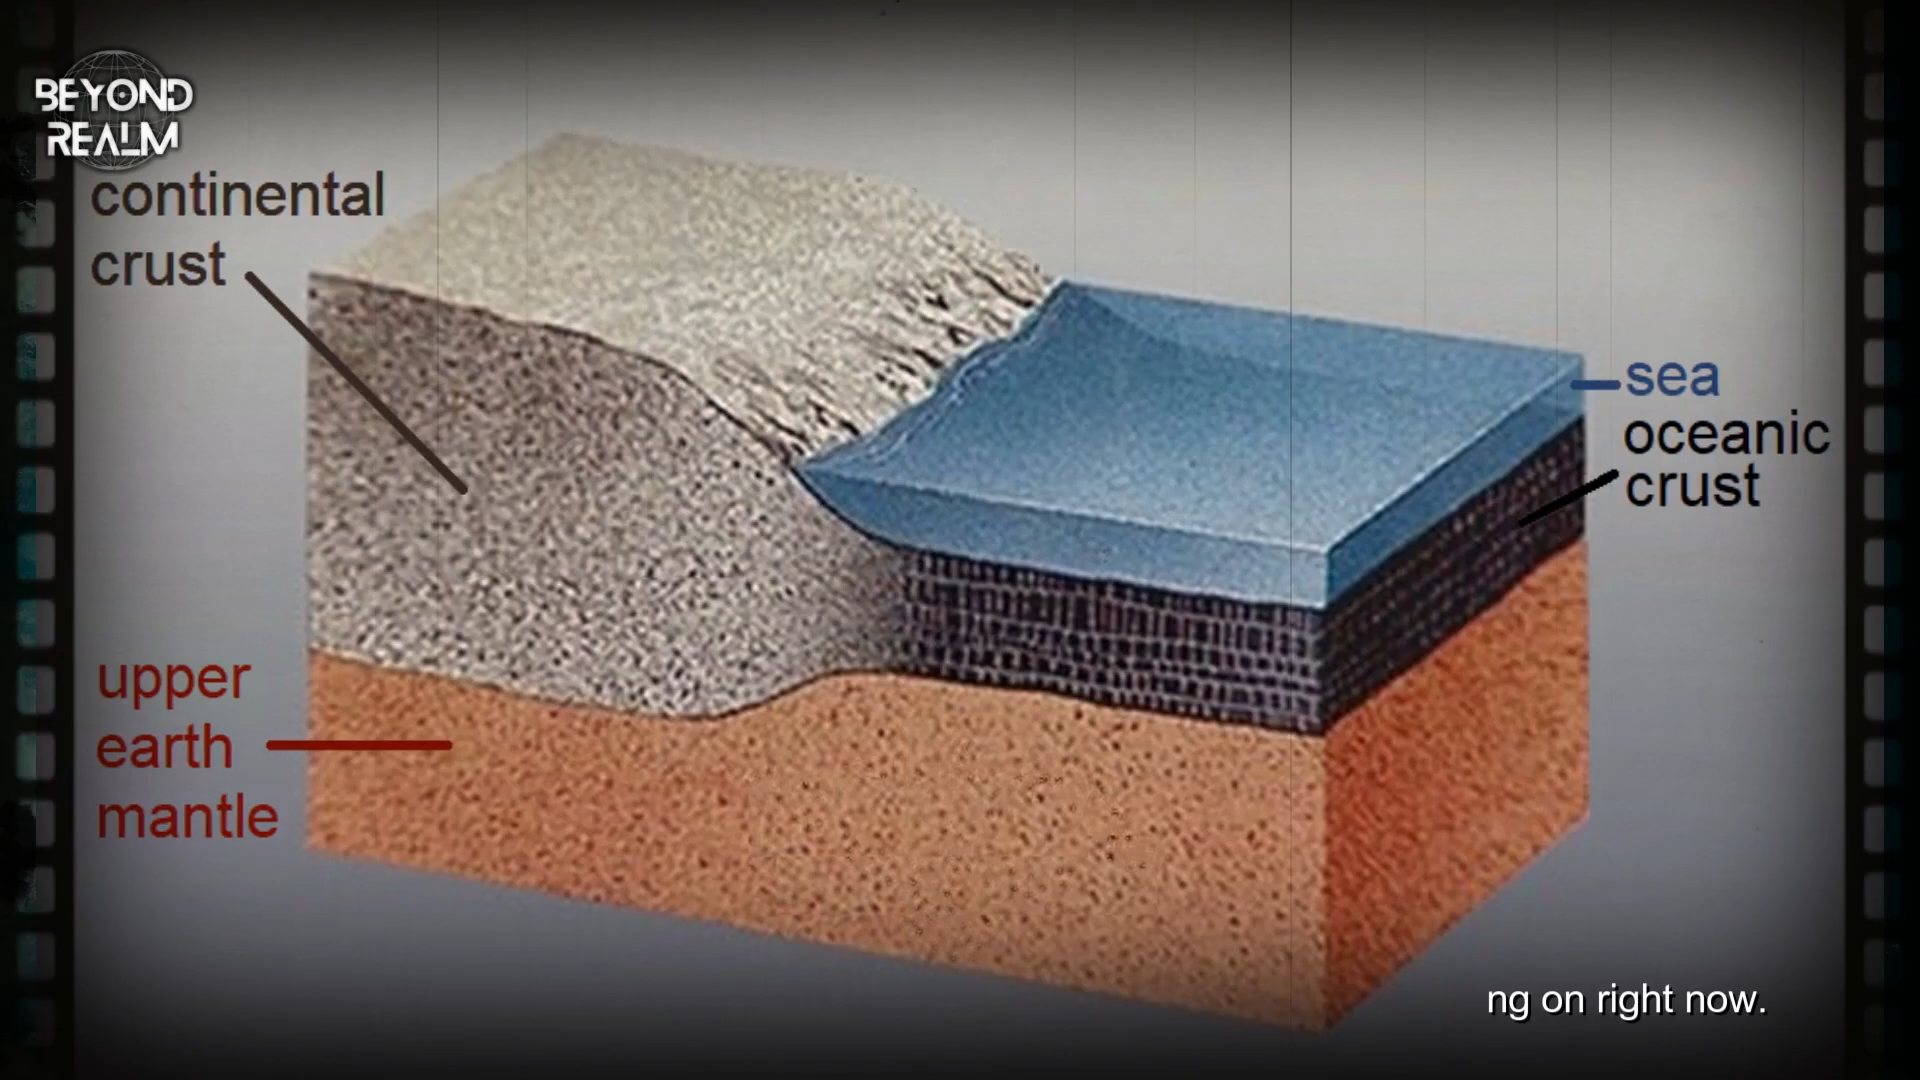 BEYOND
REALM
continental
crust
sea
oceanic
crust
upper
earth
mantle
ng on right now.